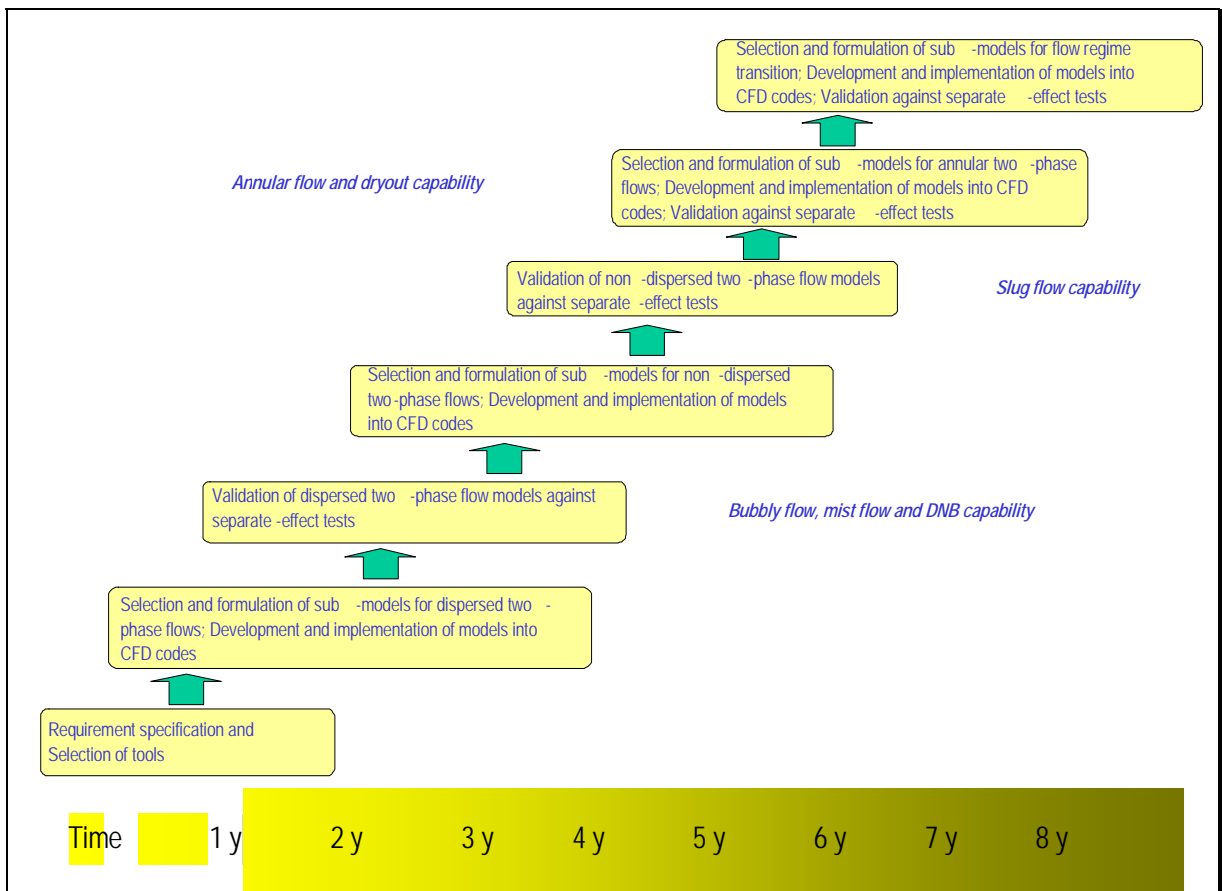 Selection and formulation of sub -models for flow regime
transition; Development and implementation of models into
CFD codes; Validation against separate -effect tests
Selection and formulation of sub -models for annular two -phase
flows; Development and implementation of models into CFD
codes; Validation against separate -effect tests
Annular flow and dryout capability
Validation of non -dispersed two -phase flow models
against separate -effect tests
Slug flow capability
Selection and formulation of sub -models for non -dispersed
two -phase flows; Development and implementation of models
into CFD codes
Validation of dispersed two -phase flow models against
separate -effect tests
Bubbly flow, mist flow and DNB capability
Selection and formulation of sub -models for dispersed two -
phase flows; Development and implementation of models into
CFD codes
Requirement specification and
Selection of tools
Time 1 y 2 y 3 y 4 y 5 y 6 y 7 y 8 y